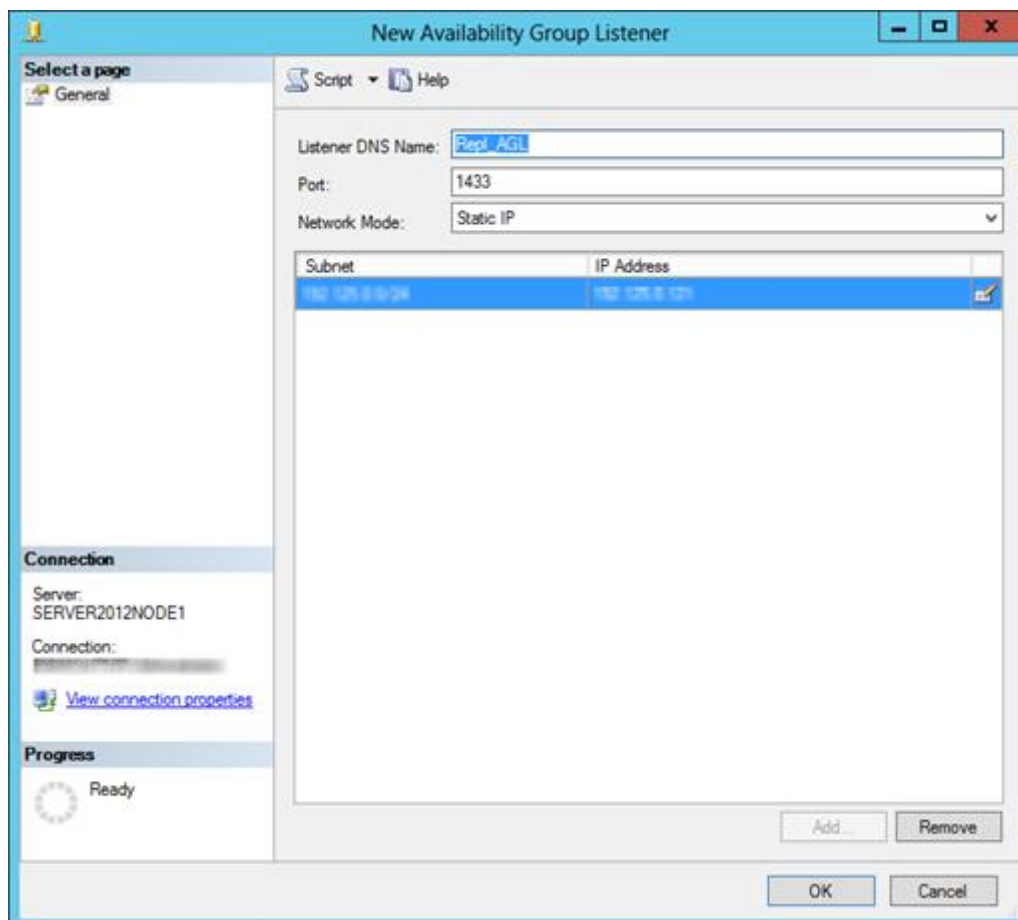 New Availability Group Listener
Select a page
General
Script Help
Listener DNS Name: Repl_AGL
Port: 1433
Network Mode: Static IP
Subnet IP Address
Connection
Server:
SERVER2012NODE1
Connection:
View connection properties
Progress
Ready
Add... Remove
OK Cancel